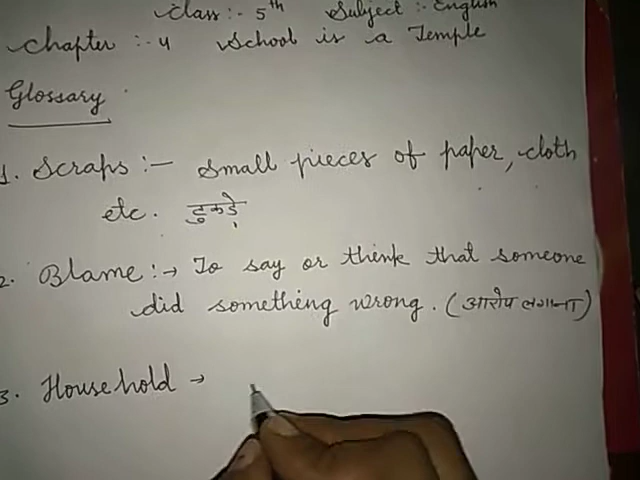 Class:- 5th Subject:- English
Chapter :- 4 School is a Temple
Glossary
1. Scraps :- Small pieces of paper, cloth
etc. टुकड़े
2. Blame :→ To say or think that someone
did something wrong. (आरोप लगाना)
3. Household →